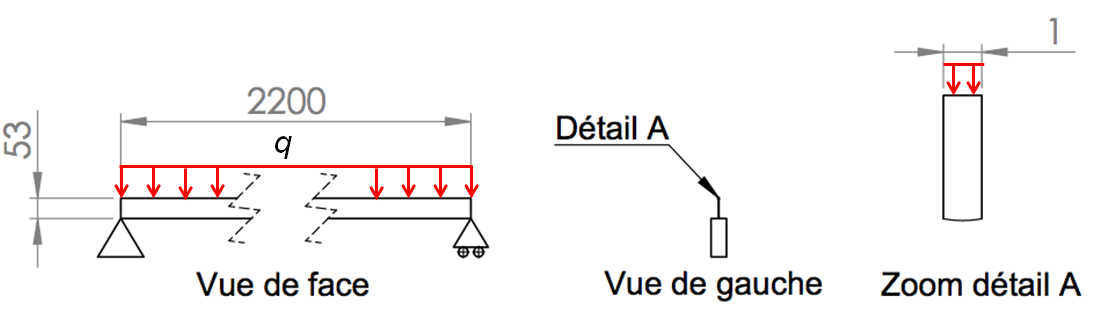 2200
q
53
Vue de face
Détail A
Vue de gauche
1
Zoom détail A